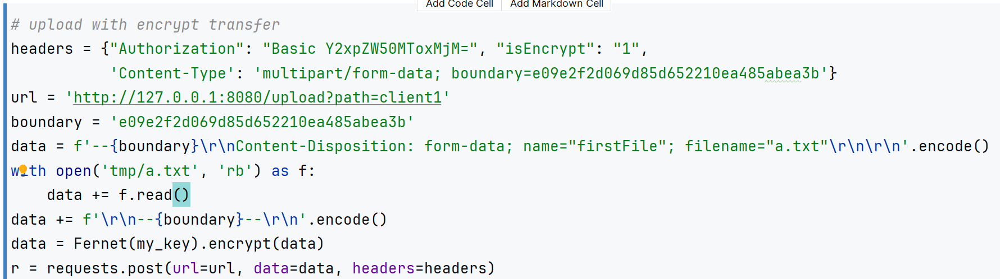 Add Code Cell Add Markdown Cell
# upload with encrypt transfer
headers = {"Authorization": "Basic Y2xpZW50MToxMjM=", "isEncrypt": "1",
'Content-Type': 'multipart/form-data; boundary=e09e2f2d069d85d652210ea485abea3b'}
url = 'http://127.0.0.1:8080/upload?path=client1'
boundary = 'e09e2f2d069d85d652210ea485abea3b'
data = f'--{boundary}\r\nContent-Disposition: form-data; name="firstFile"; filename="a.txt"\r\n\r\n'.encode()
with open('tmp/a.txt', 'rb') as f:
data += f.read()
data += f'\r\n--{boundary}--\r\n'.encode()
data = Fernet(my_key).encrypt(data)
r = requests.post(url=url, data=data, headers=headers)